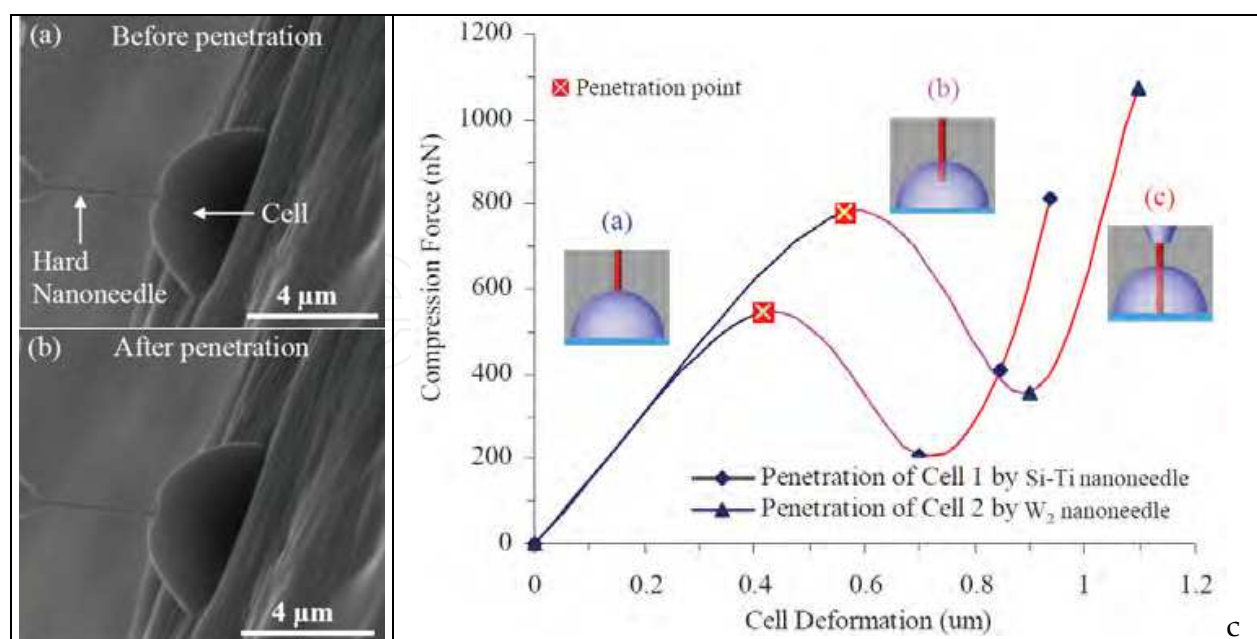 (a) Before penetration
Cell
Hard
Nanoneedle
4 µm
(b) After penetration
4 µm
1200
1000
800
600
400
200
0
Compression Force (nN)
Penetration point
(a)
(b)
(c)
Penetration of Cell 1 by Si-Ti nanoneedle
Penetration of Cell 2 by W₂ nanoneedle
0 0.2 0.4 0.6 0.8 1 1.2
Cell Deformation (um)
c